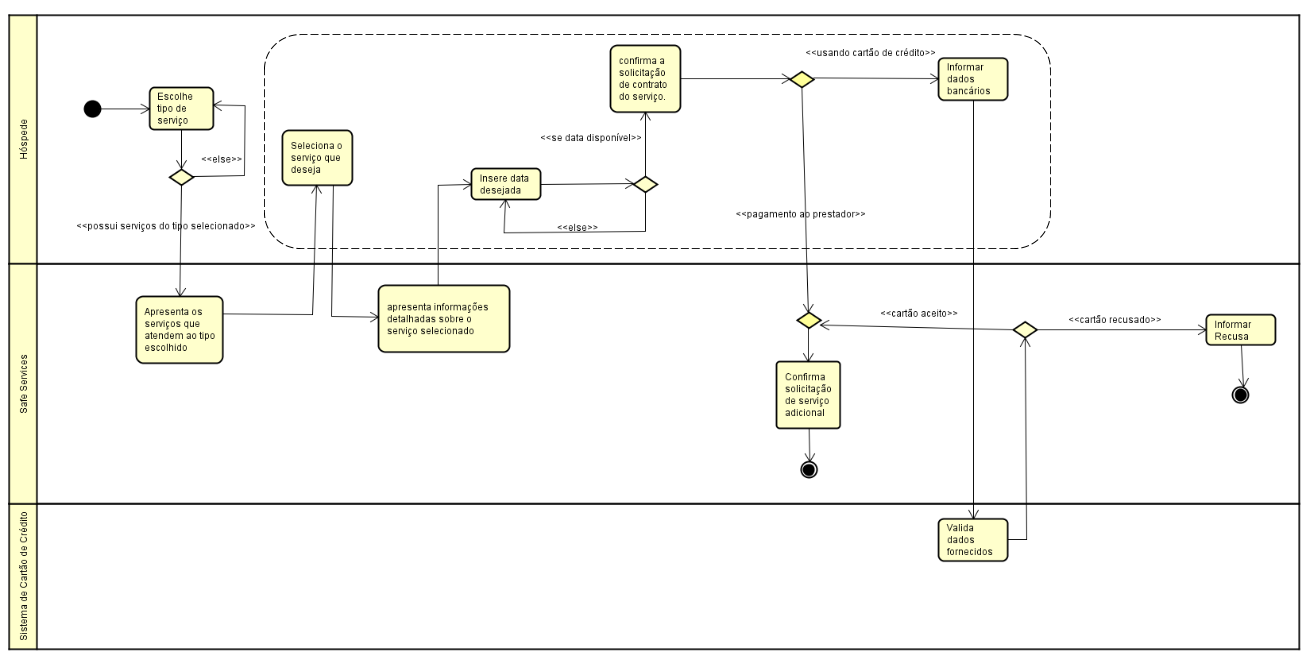 Hóspede
Escolhe
tipo de
serviço
<<else>>
<<possui serviços do tipo selecionado>>
Seleciona o
serviço que
deseja
Insere data
desejada
<<else>>
<<se data disponível>>
confirma a
solicitação
de contrato
do serviço.
<<usando cartão de crédito>>
Informar
dados
bancários
<<pagamento ao prestador>>
Safe Services
Apresenta os
serviços que
atendem ao tipo
escolhido
apresenta informações
detalhadas sobre o
serviço selecionado
<<cartão aceito>>
<<cartão recusado>>
Informar
Recusa
Confirma
solicitação
de serviço
adicional
Sistema de Cartão de Crédito
Valida
dados
fornecidos